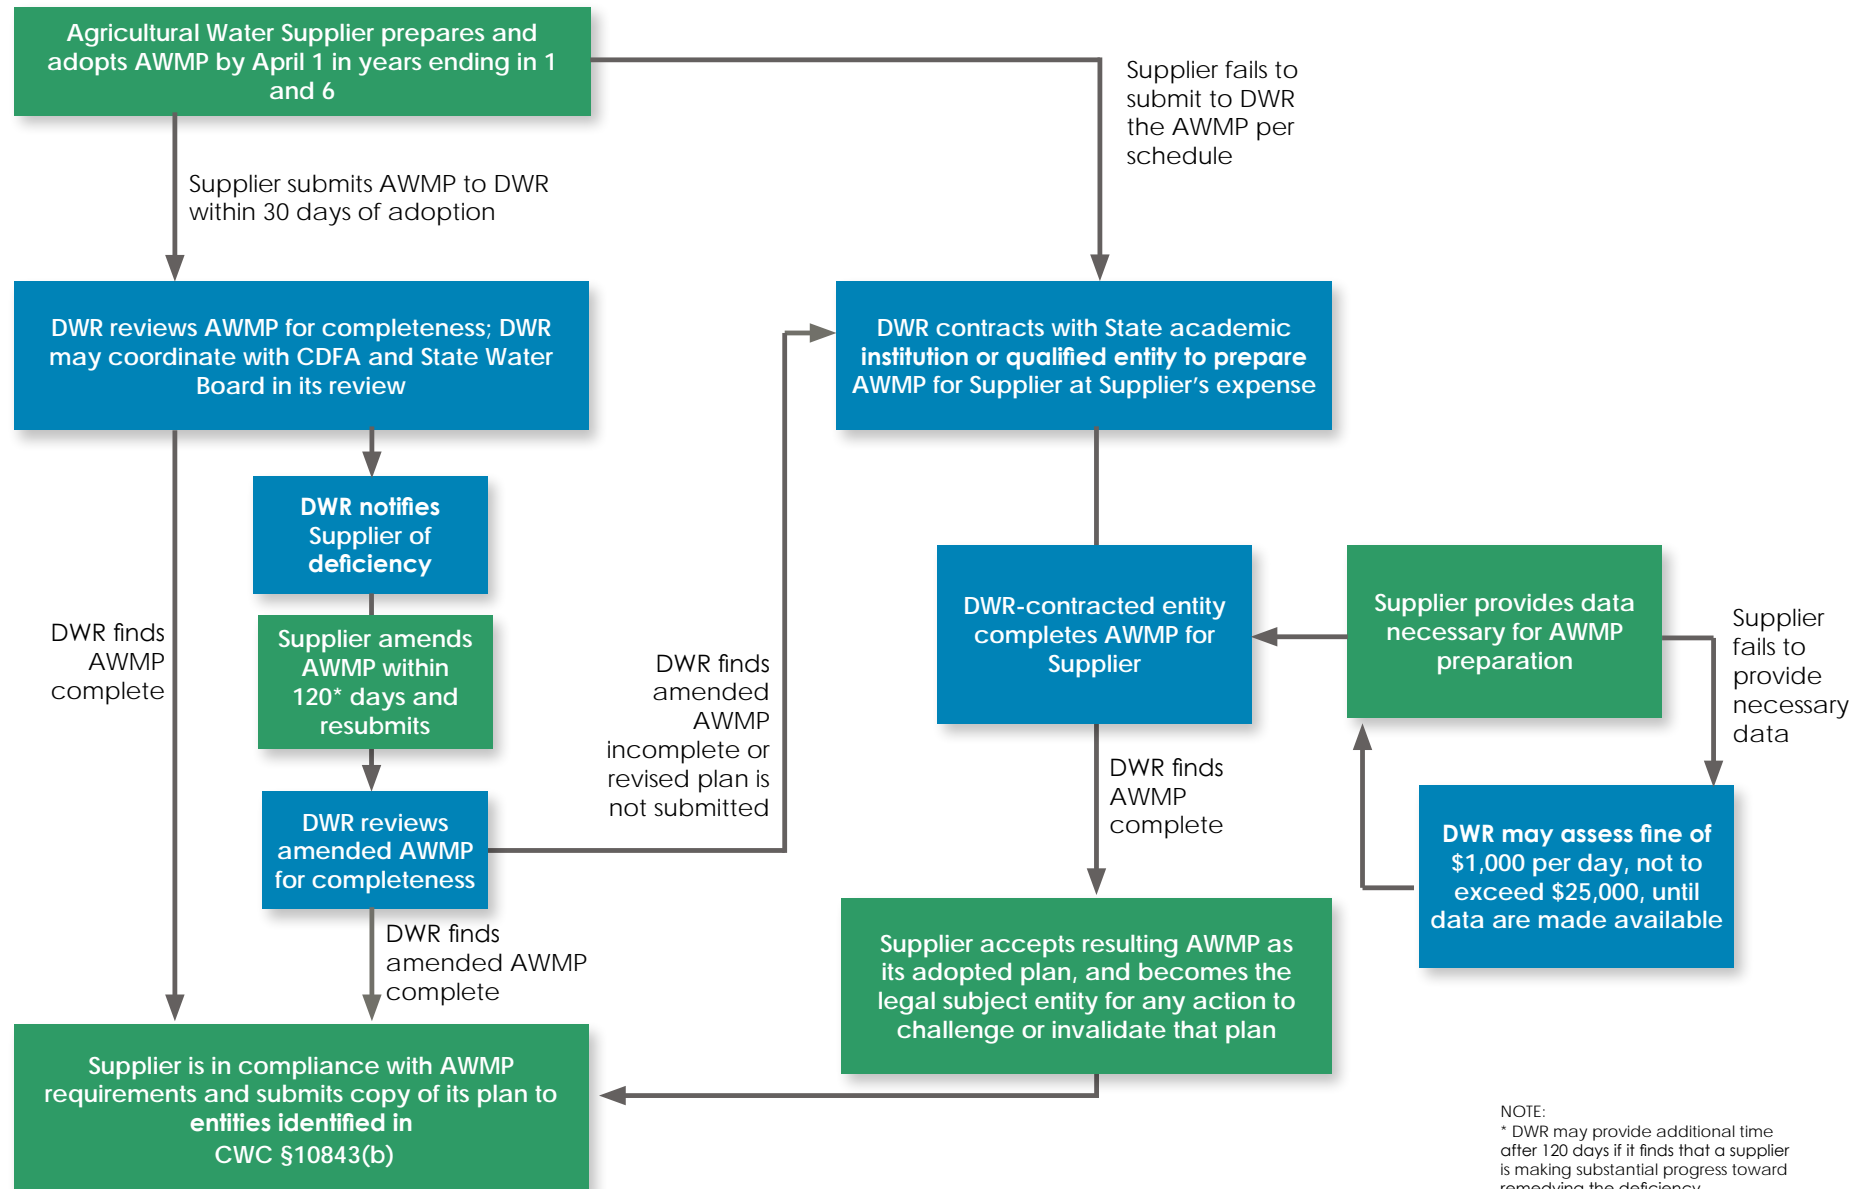 Agricultural Water Supplier prepares and
adopts AWMP by April 1 in years ending in 1
and 6
Supplier fails to
submit to DWR
the AWMP per
schedule
Supplier submits AWMP to DWR
within 30 days of adoption
DWR reviews AWMP for completeness; DWR
may coordinate with CDFA and State Water
Board in its review
DWR contracts with State academic
institution or qualified entity to prepare
AWMP for Supplier at Supplier’s expense
DWR notifies
Supplier of
deficiency
DWR finds
AWMP
complete
Supplier amends
AWMP within
120* days and
resubmits
DWR finds
amended
AWMP
incomplete or
revised plan is
not submitted
DWR-contracted entity
completes AWMP for
Supplier
Supplier provides data
necessary for AWMP
preparation
Supplier
fails to
provide
necessary
data
DWR reviews
amended AWMP
for completeness
DWR finds
AWMP
complete
DWR may assess fine of
$1,000 per day, not to
exceed $25,000, until
data are made available
DWR finds
amended AWMP
complete
Supplier accepts resulting AWMP as
its adopted plan, and becomes the
legal subject entity for any action to
challenge or invalidate that plan
Supplier is in compliance with AWMP
requirements and submits copy of its plan to
entities identified in
CWC §10843(b)
NOTE:
* DWR may provide additional time
after 120 days if it finds that a supplier
is making substantial progress toward
remedying the deficiency